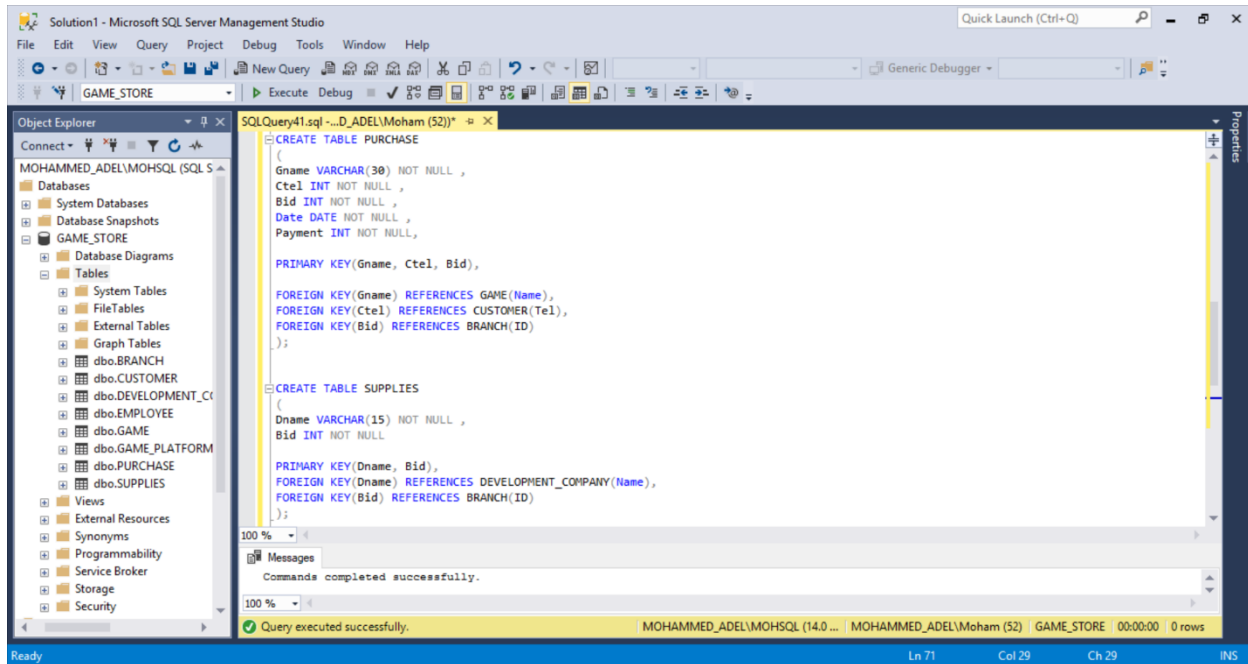 Solution1 - Microsoft SQL Server Management Studio
Quick Launch (Ctrl+Q)
File Edit View Query Project Debug Tools Window Help
New Query
Generic Debugger
GAME_STORE
Execute Debug
Object Explorer
SQLQuery41.sql -...D_ADEL\Moham (52))*
Properties
Connect
MOHAMMED_ADEL\MOHSQL (SQL S
Databases
System Databases
Database Snapshots
GAME_STORE
Database Diagrams
Tables
System Tables
FileTables
External Tables
Graph Tables
dbo.BRANCH
dbo.CUSTOMER
dbo.DEVELOPMENT_C
dbo.EMPLOYEE
dbo.GAME
dbo.GAME_PLATFORM
dbo.PURCHASE
dbo.SUPPLIES
Views
External Resources
Synonyms
Programmability
Service Broker
Storage
Security
CREATE TABLE PURCHASE
(
Gname VARCHAR(30) NOT NULL ,
Ctel INT NOT NULL ,
Bid INT NOT NULL ,
Date DATE NOT NULL ,
Payment INT NOT NULL,
PRIMARY KEY(Gname, Ctel, Bid),
FOREIGN KEY(Gname) REFERENCES GAME(Name),
FOREIGN KEY(Ctel) REFERENCES CUSTOMER(Tel),
FOREIGN KEY(Bid) REFERENCES BRANCH(ID)
);
CREATE TABLE SUPPLIES
(
Dname VARCHAR(15) NOT NULL ,
Bid INT NOT NULL
PRIMARY KEY(Dname, Bid),
FOREIGN KEY(Dname) REFERENCES DEVELOPMENT_COMPANY(Name),
FOREIGN KEY(Bid) REFERENCES BRANCH(ID)
);
100 %
Messages
Commands completed successfully.
100 %
Query executed successfully.
MOHAMMED_ADEL\MOHSQL (14.0 ... MOHAMMED_ADEL\Moham (52) GAME_STORE 00:00:00 0 rows
Ready Ln 71 Col 29 Ch 29 INS